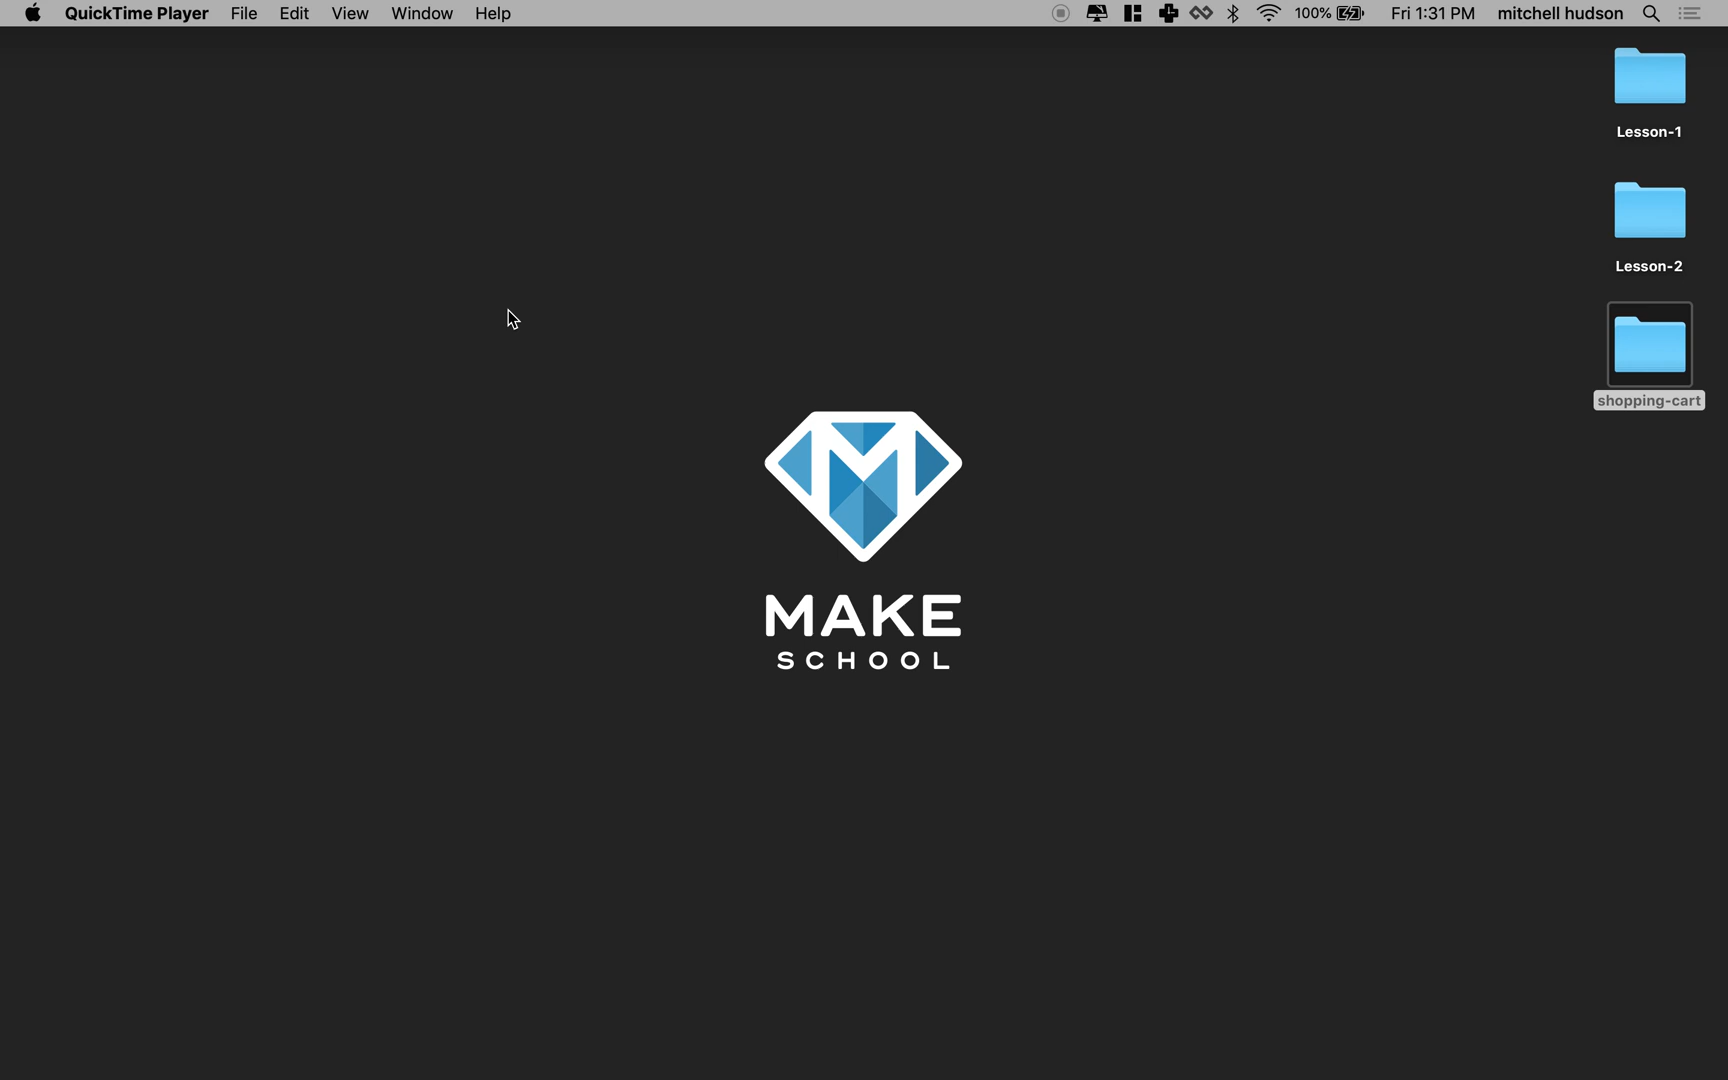 QuickTime Player File Edit View Window Help 100% Fri 1:31 PM mitchell hudson
Lesson-1
Lesson-2
shopping-cart
MAKE
SCHOOL